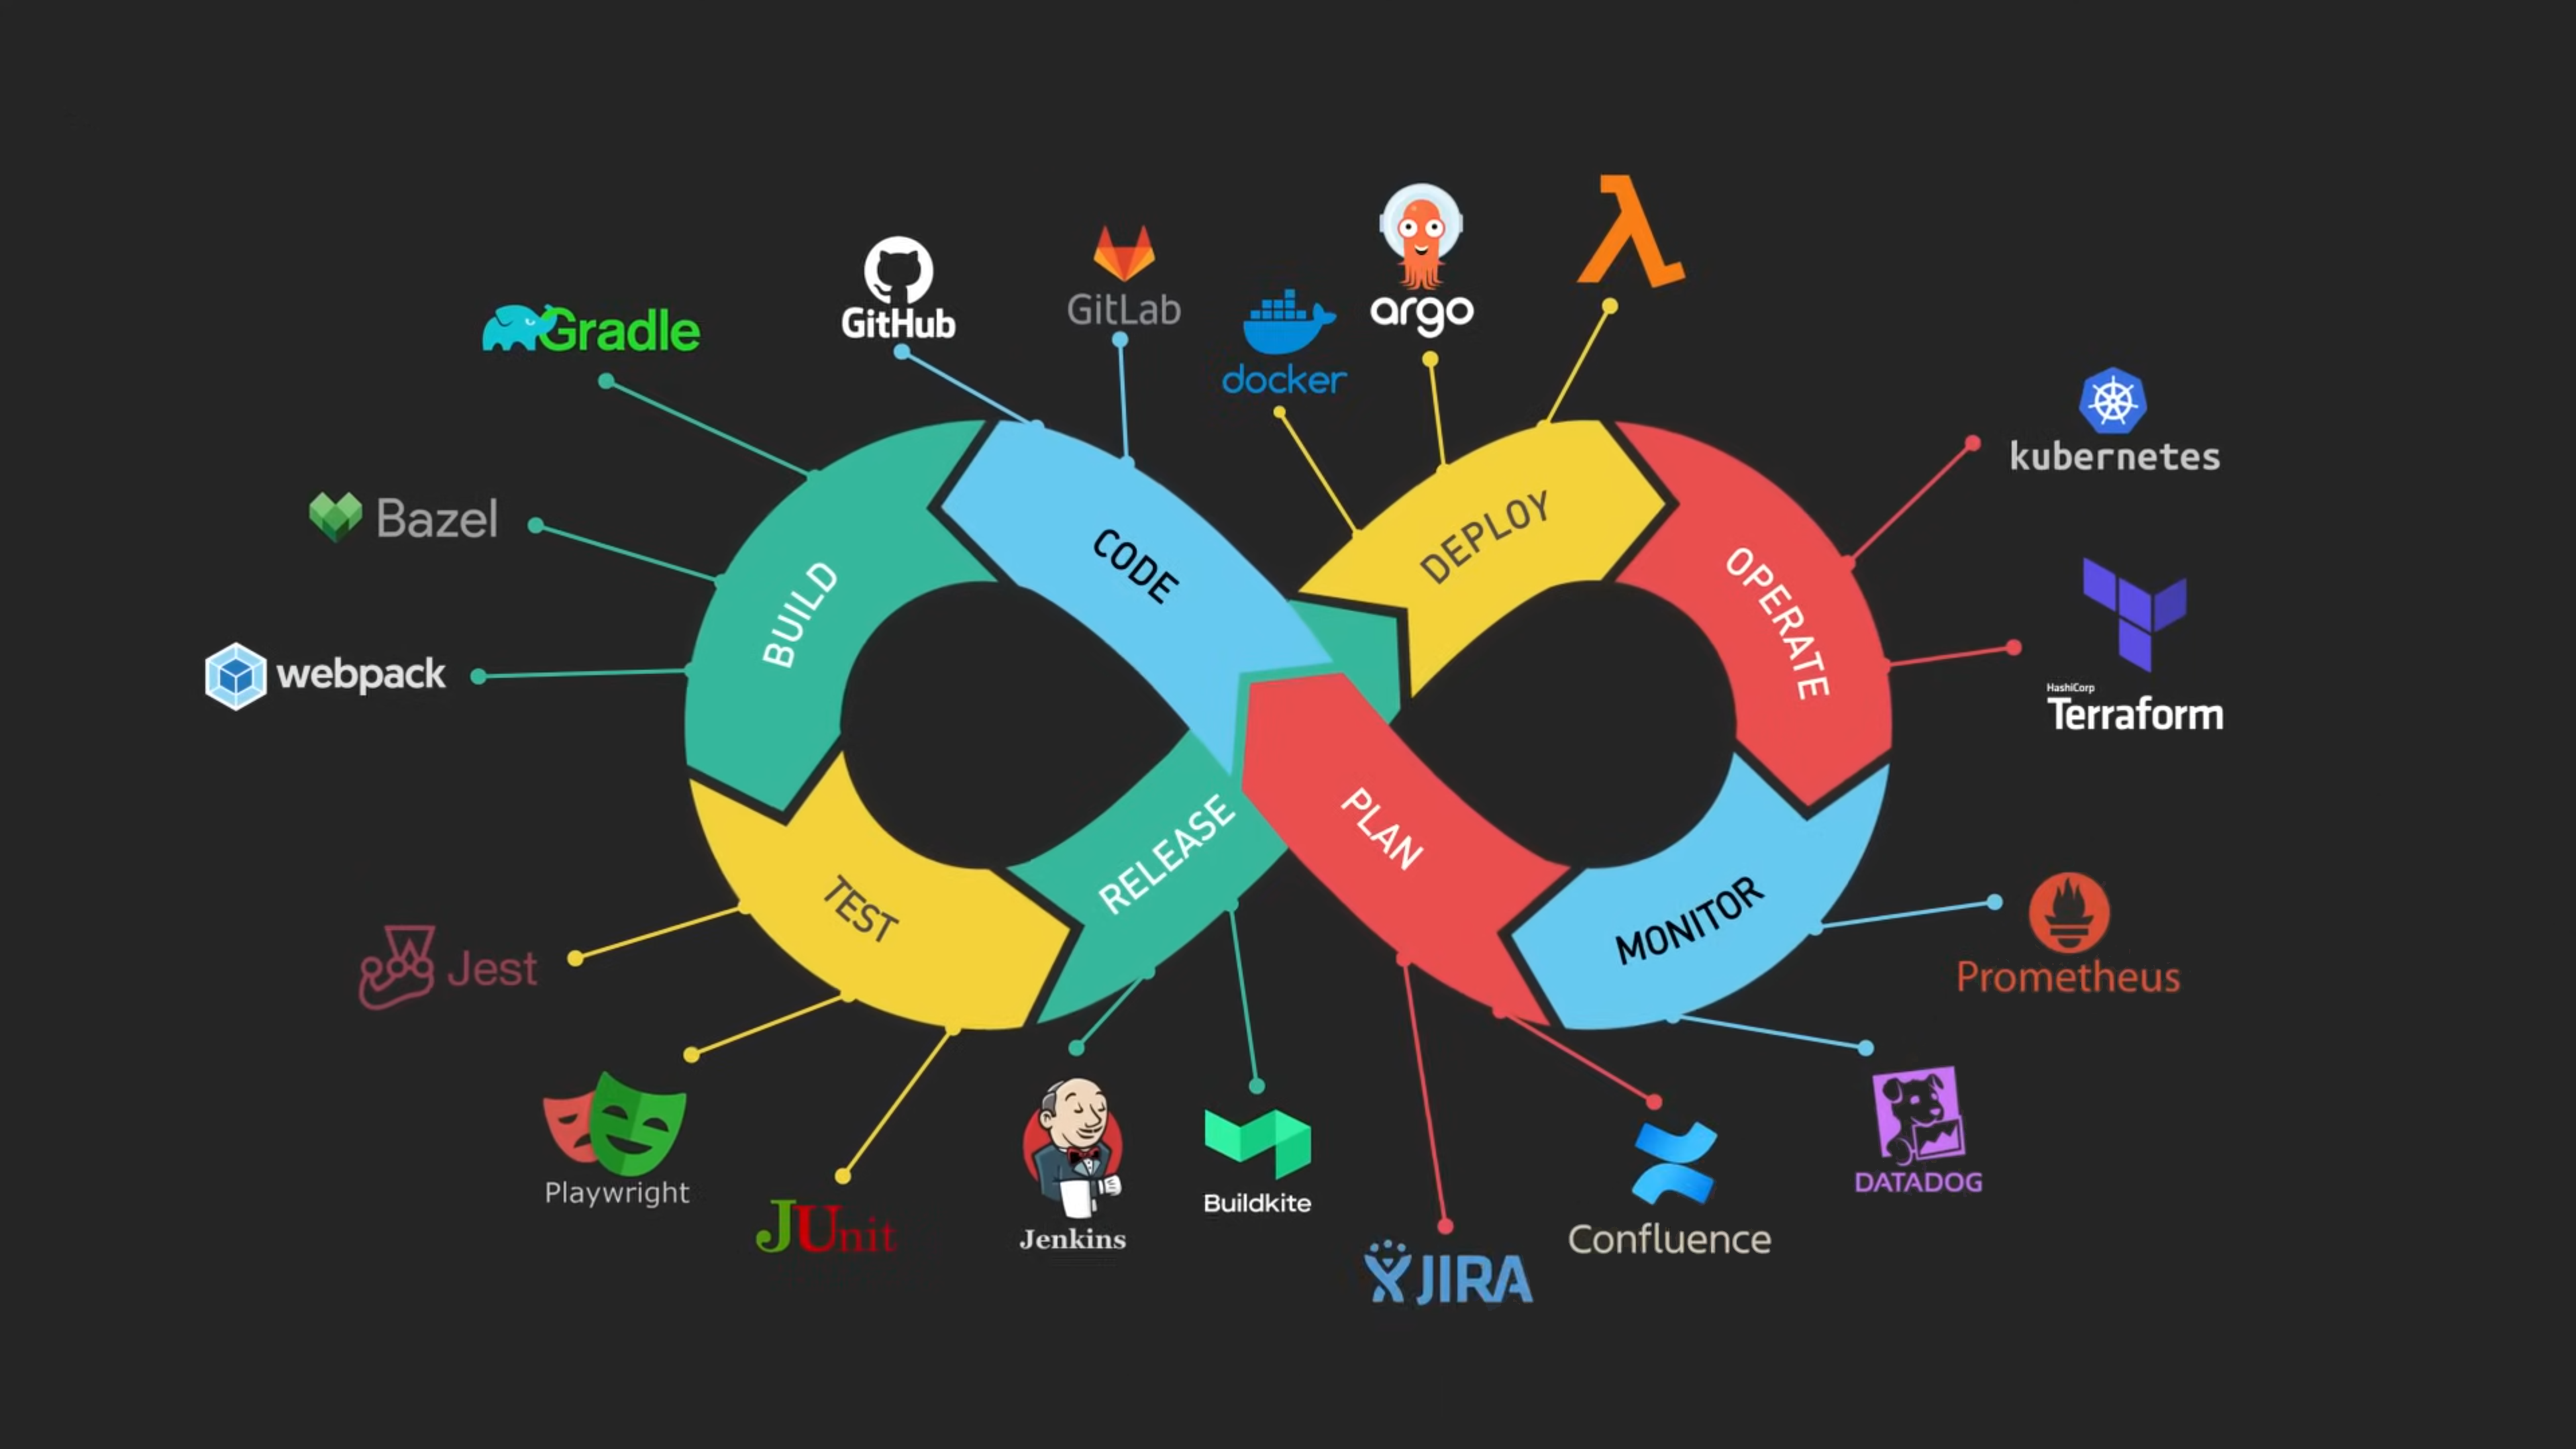 Gradle
GitHub
GitLab
docker
argo
kubernetes
Bazel
webpack
HashiCorp
Terraform
CODE
DEPLOY
BUILD
OPERATE
TEST
RELEASE
PLAN
MONITOR
Jest
Prometheus
Playwright
JUnit
Jenkins
Buildkite
JIRA
Confluence
DATADOG